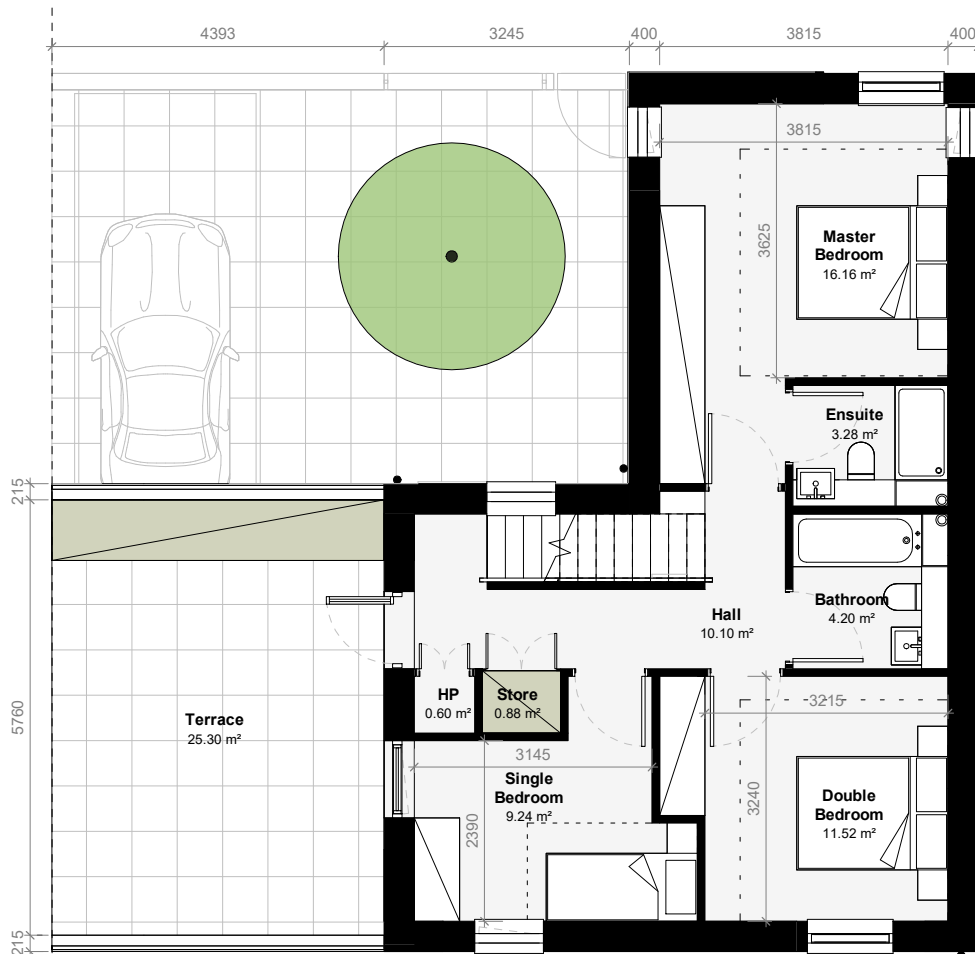 4393
3245
400
3815
400
3815
3625
Master
Bedroom
16.16 m²
Ensuite
3.28 m²
215
Bathroom
4.20 m²
Hall
10.10 m²
HP
0.60 m²
Store
0.88 m²
3215
Terrace
25.30 m²
5760
3145
Single
Bedroom
9.24 m²
2390
3240
Double
Bedroom
11.52 m²
215